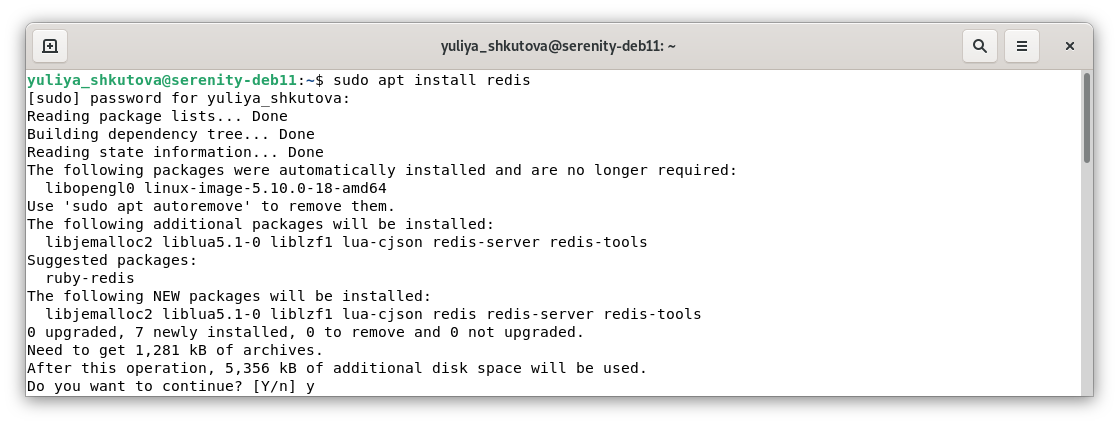 yuliya_shkutova@serenity-deb11: ~
yuliya_shkutova@serenity-deb11:~$ sudo apt install redis
[sudo] password for yuliya_shkutova:
Reading package lists... Done
Building dependency tree... Done
Reading state information... Done
The following packages were automatically installed and are no longer required:
  libopengl0 linux-image-5.10.0-18-amd64
Use 'sudo apt autoremove' to remove them.
The following additional packages will be installed:
  libjemalloc2 liblua5.1-0 liblzf1 lua-cjson redis-server redis-tools
Suggested packages:
  ruby-redis
The following NEW packages will be installed:
  libjemalloc2 liblua5.1-0 liblzf1 lua-cjson redis redis-server redis-tools
0 upgraded, 7 newly installed, 0 to remove and 0 not upgraded.
Need to get 1,281 kB of archives.
After this operation, 5,356 kB of additional disk space will be used.
Do you want to continue? [Y/n] y